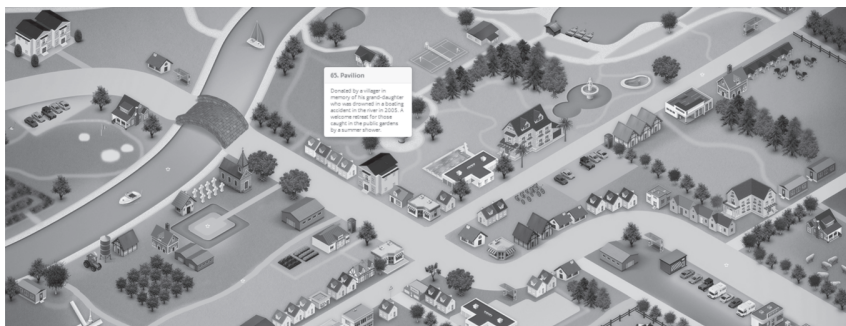 65. Pavilion
Donated by a villager in
memory of his grand-daughter
who was drowned in a boating
accident in the river in 2005. A
welcome retreat for those
caught in the public gardens
by a summer shower.